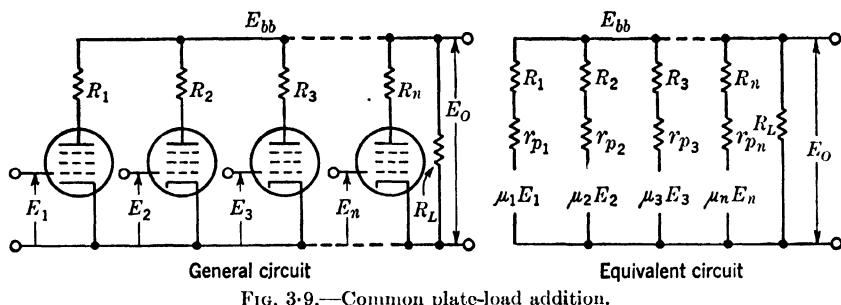 E_bb E_bb
R_1 R_2 R_3 R_n R_1 R_2 R_3 R_n
E_O r_p1 r_p2 r_p3 r_pn R_L E_O
E_1 E_2 E_3 E_n R_L μ_1E_1 μ_2E_2 μ_3E_3 μ_nE_n
General circuit Equivalent circuit
FIG. 3·9.—Common plate-load addition.